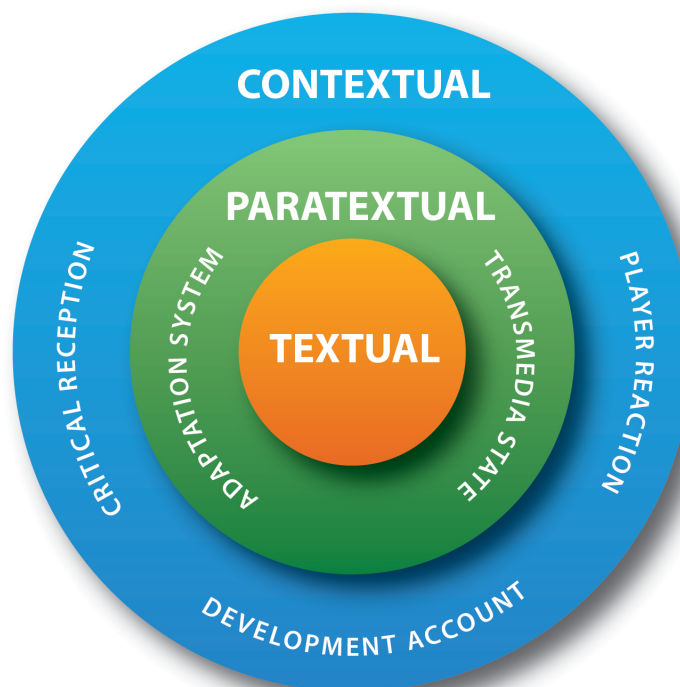 CONTEXTUAL
PARATEXTUAL
TEXTUAL
CRITICAL RECEPTION
ADAPTATION SYSTEM
TRANSMEDIA STATE
PLAYER REACTION
DEVELOPMENT ACCOUNT